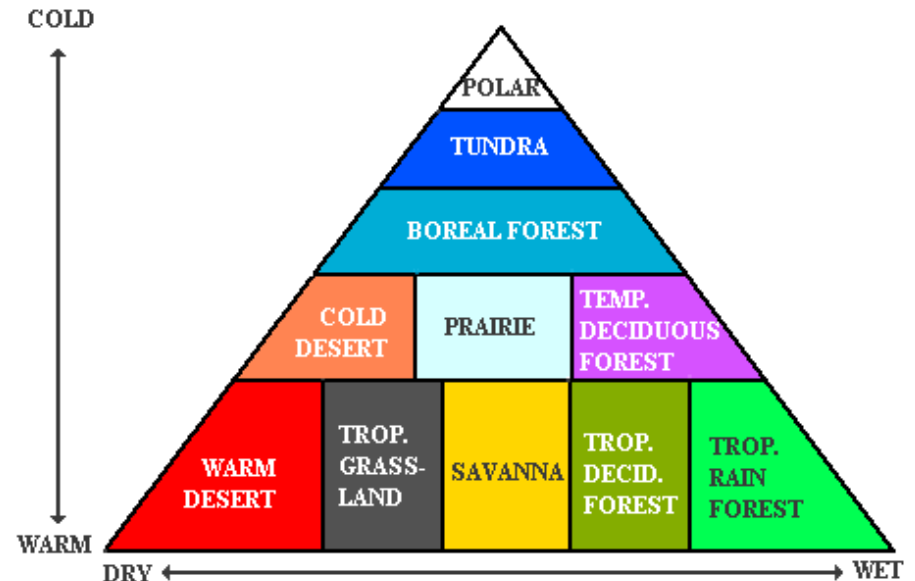 COLD
POLAR
TUNDRA
BOREAL FOREST
COLD
DESERT
PRAIRIE
TEMP.
DECIDUOUS
FOREST
WARM
DESERT
TROP.
GRASS-
LAND
SAVANNA
TROP.
DECID.
FOREST
TROP.
RAIN
FOREST
WARM
DRY
WET